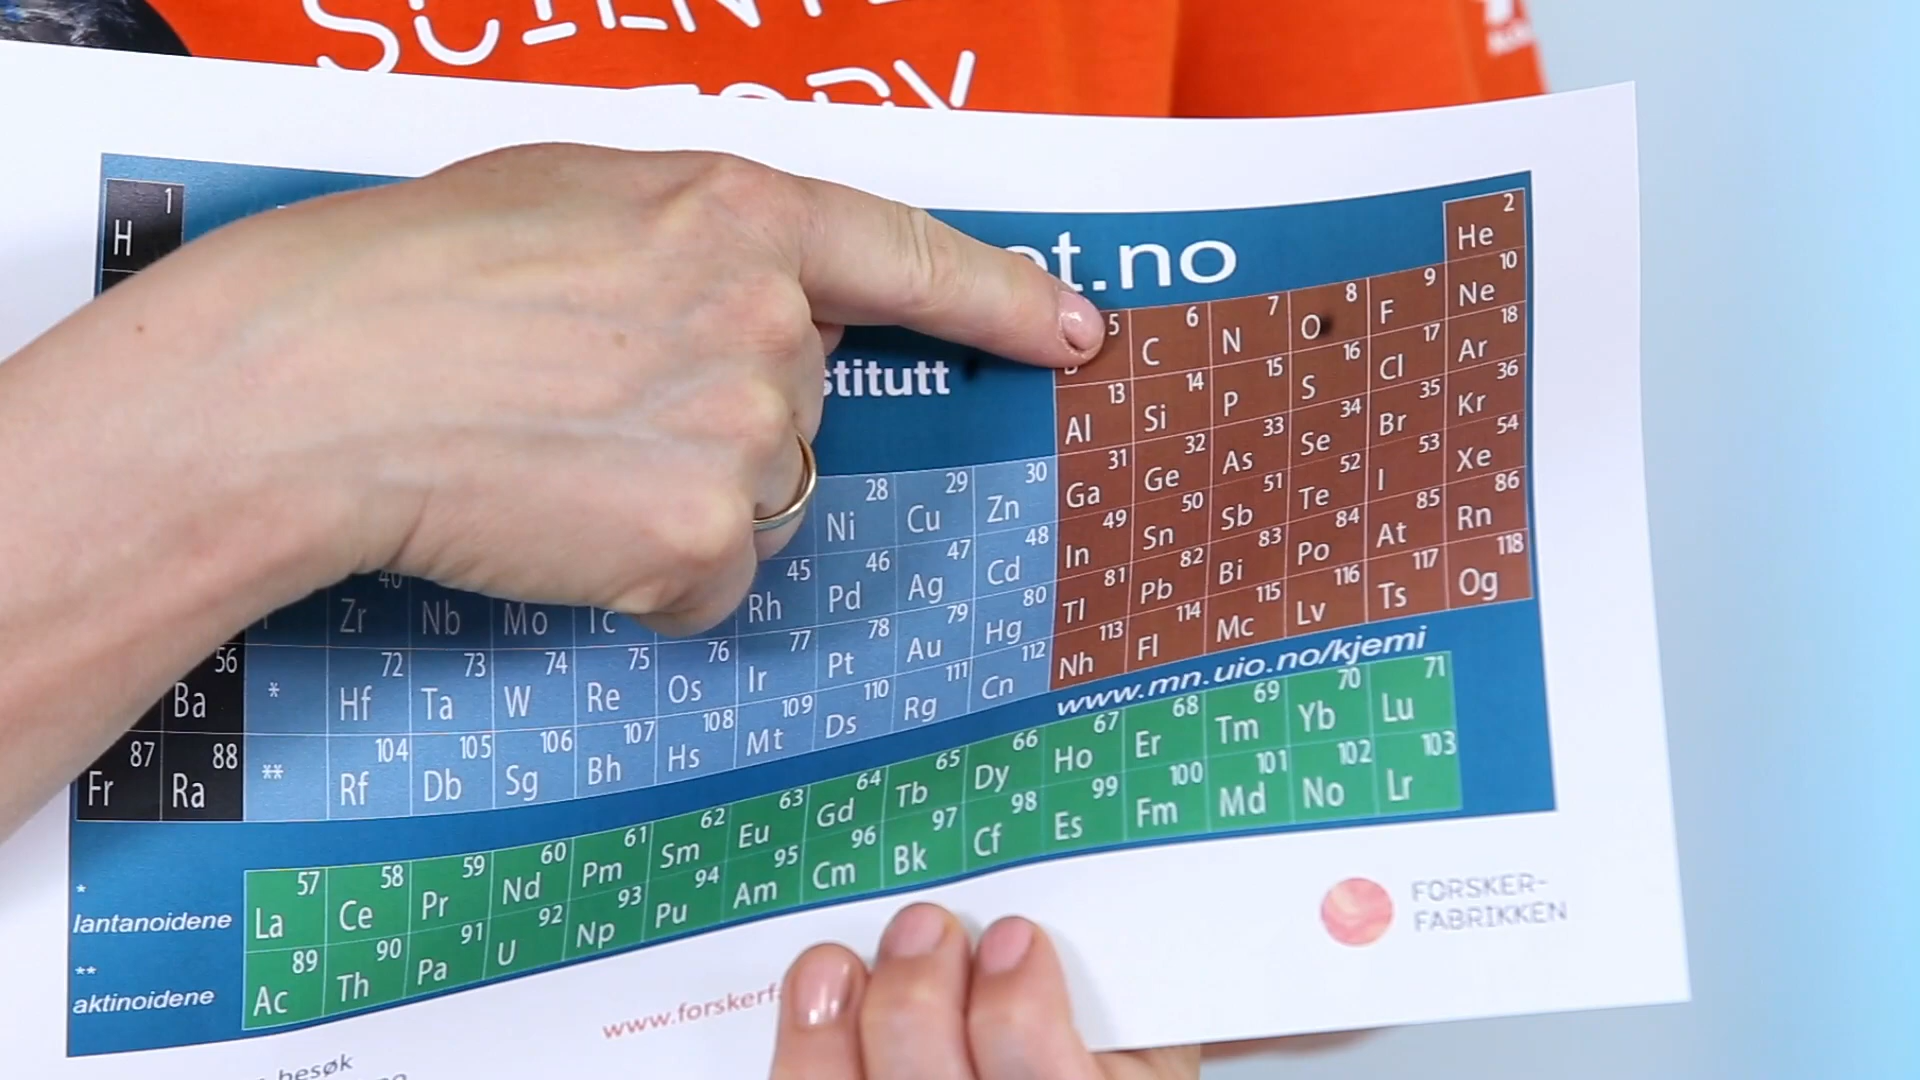 SCIENT
TORY
1
H
2
He
t.no
5
6
C
7
N
8
O
9
F
10
Ne
stitutt
13
Al
14
Si
15
P
16
S
17
Cl
18
Ar
28
Ni
29
Cu
30
Zn
31
Ga
32
Ge
33
As
34
Se
35
Br
36
Kr
40
Zr
Nb
Mo
Tc
45
Rh
46
Pd
47
Ag
48
Cd
49
In
50
Sn
51
Sb
52
Te
53
I
54
Xe
56
Ba
*
72
Hf
73
Ta
74
W
75
Re
76
Os
77
Ir
78
Pt
79
Au
80
Hg
81
Tl
82
Pb
83
Bi
84
Po
85
At
86
Rn
87
Fr
88
Ra
**
104
Rf
105
Db
106
Sg
107
Bh
108
Hs
109
Mt
110
Ds
111
Rg
112
Cn
113
Nh
114
Fl
115
Mc
116
Lv
117
Ts
118
Og
www.mn.uio.no/kjemi
*
lantanoidene
57
La
58
Ce
59
Pr
60
Nd
61
Pm
62
Sm
63
Eu
64
Gd
65
Tb
66
Dy
67
Ho
68
Er
69
Tm
70
Yb
71
Lu
**
aktinoidene
89
Ac
90
Th
91
Pa
92
U
93
Np
94
Pu
95
Am
96
Cm
97
Bk
98
Cf
99
Es
100
Fm
101
Md
102
No
103
Lr
FORSKER-
FABRIKKEN
www.forskerf
besøk